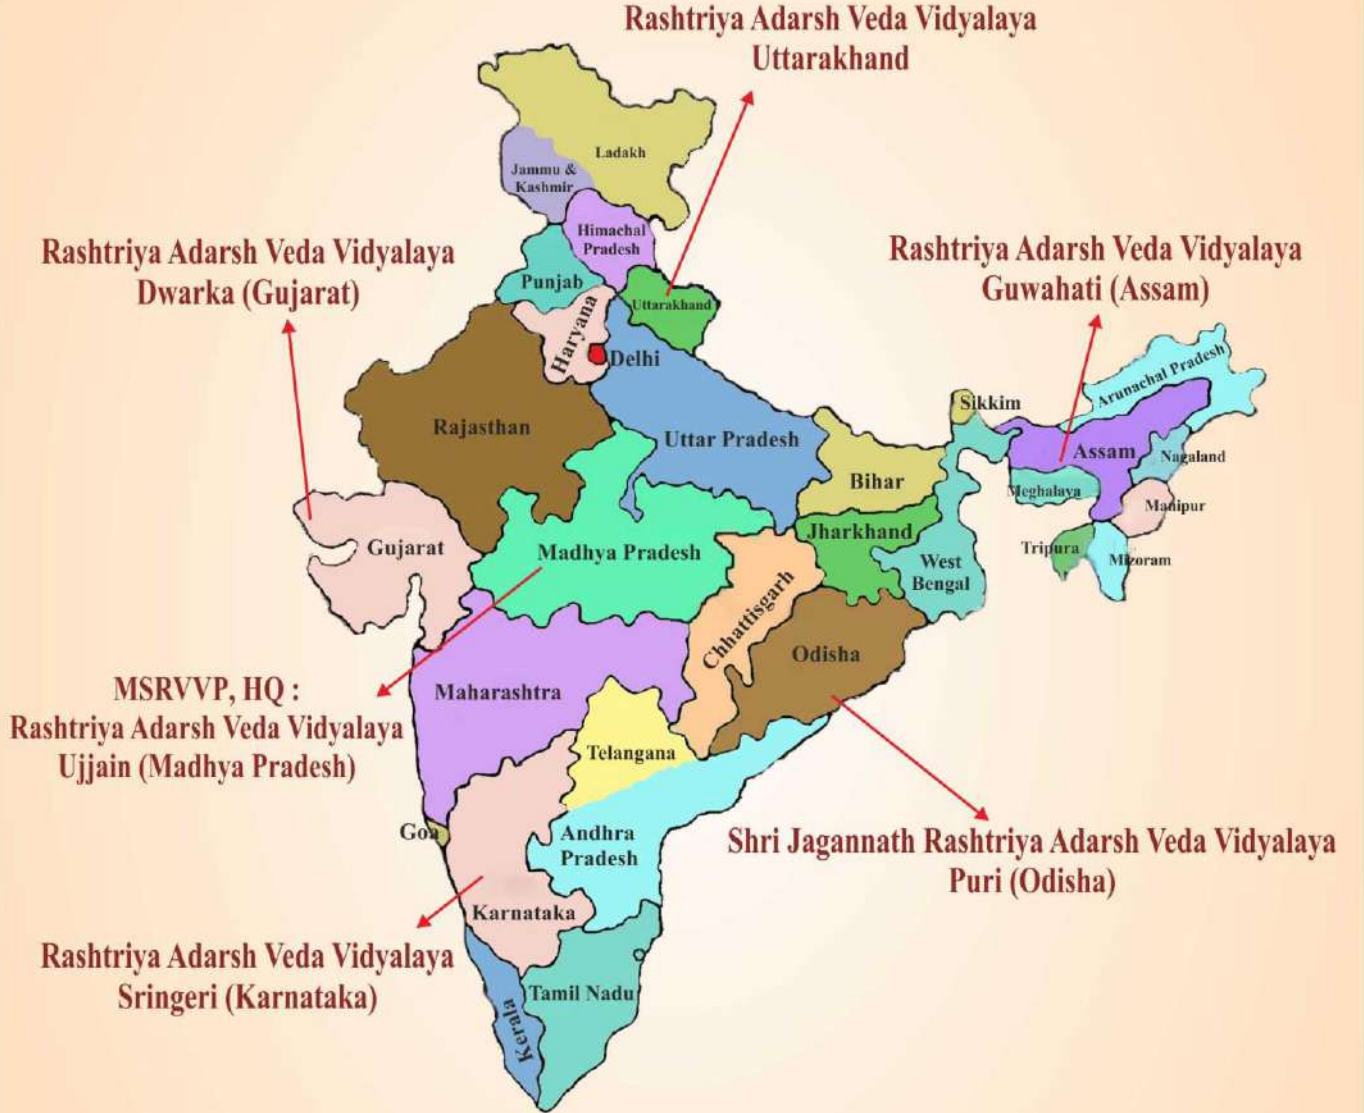 Rashtriya Adarsh Veda Vidyalaya
Uttarakhand
Ladakh
Jammu &
Kashmir
Himachal
Pradesh
Rashtriya Adarsh Veda Vidyalaya
Dwarka (Gujarat)
Rashtriya Adarsh Veda Vidyalaya
Guwahati (Assam)
Punjab
Uttarakhand
Haryana
Delhi
Arunachal Pradesh
Sikkim
Rajasthan
Uttar Pradesh
Assam
Nagaland
Bihar
Meghalaya
Manipur
Jharkhand
Gujarat
Madhya Pradesh
Tripura
Mizoram
West
Bengal
Chhattisgarh
Odisha
MSRVVP, HQ :
Rashtriya Adarsh Veda Vidyalaya
Ujjain (Madhya Pradesh)
Maharashtra
Telangana
Goa
Andhra
Pradesh
Shri Jagannath Rashtriya Adarsh Veda Vidyalaya
Puri (Odisha)
Karnataka
Rashtriya Adarsh Veda Vidyalaya
Sringeri (Karnataka)
Tamil Nadu
Kerala